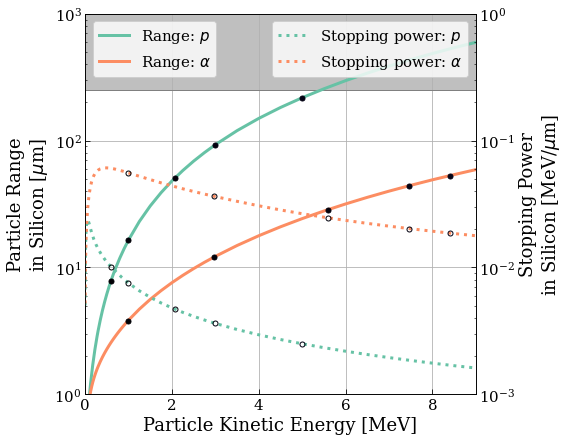 10³
10²
10¹
10⁰
Particle Range
in Silicon [μm]
Range: p
Range: α
Stopping power: p
Stopping power: α
10⁰
10⁻¹
10⁻²
10⁻³
Stopping Power
in Silicon [MeV/μm]
0 2 4 6 8
Particle Kinetic Energy [MeV]